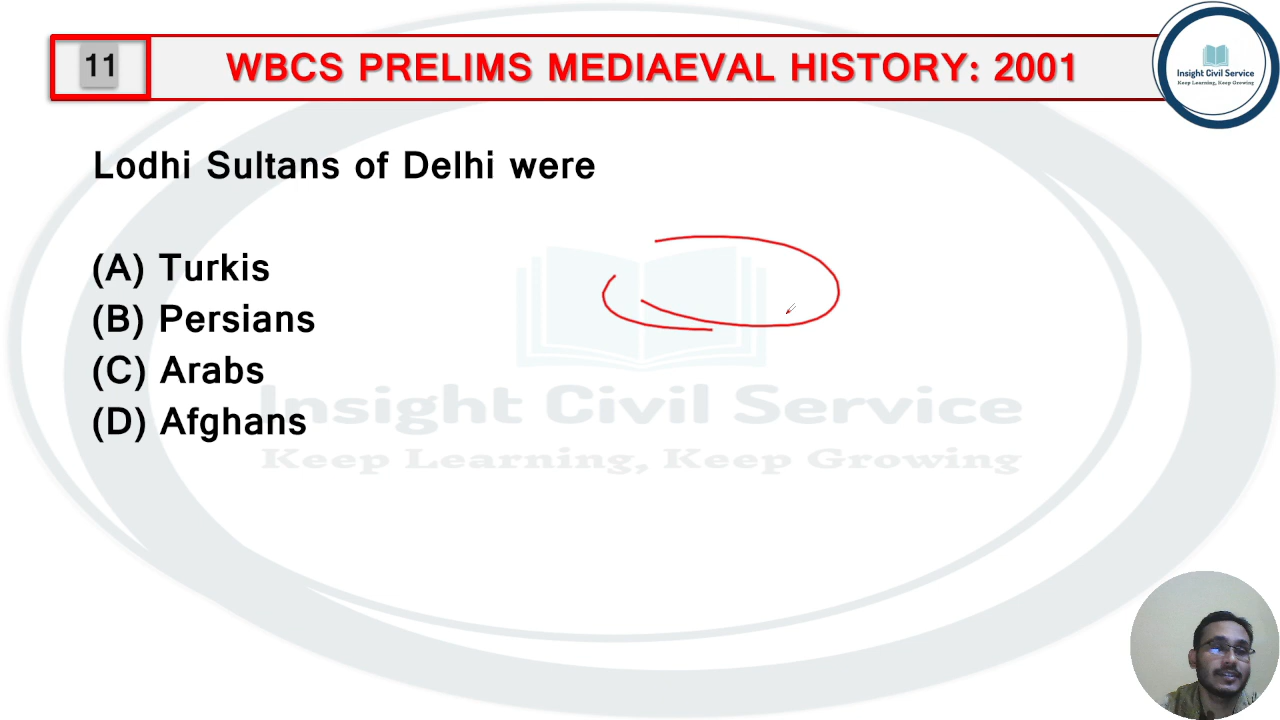 11
WBCS PRELIMS MEDIAEVAL HISTORY: 2001
Insight Civil Service
Keep Learning, Keep Growing
Lodhi Sultans of Delhi were
(A) Turkis
(B) Persians
(C) Arabs
(D) Afghans
Insight Civil Service
Keep Learning, Keep Growing